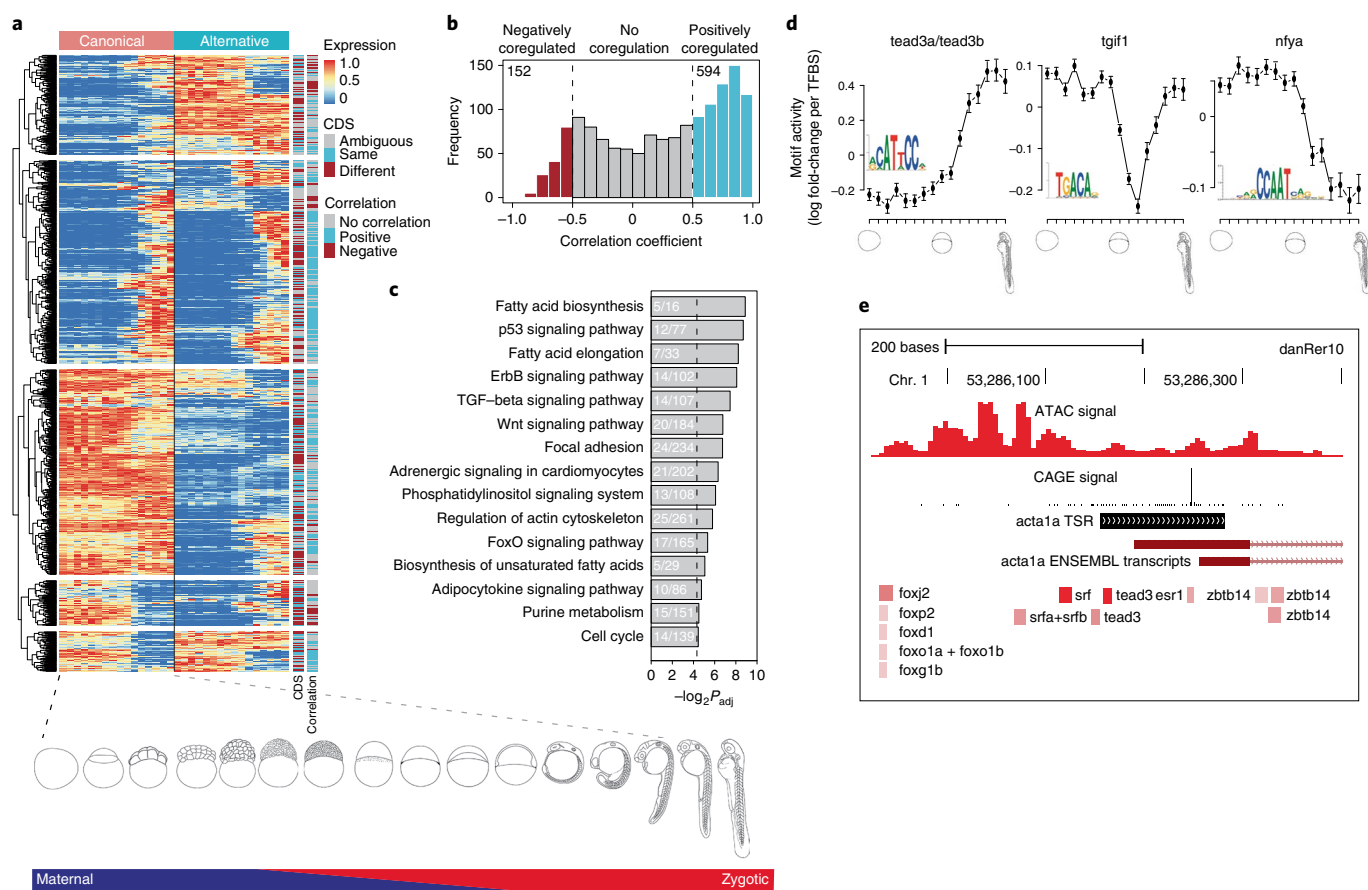 a
Canonical
Alternative
Expression
1.0
0.5
0
CDS
Ambiguous
Same
Different
Correlation
No correlation
Positive
Negative
CDS
Correlation
Maternal
Zygotic
b
Negatively coregulated
No coregulation
Positively coregulated
152
594
150
100
50
0
Frequency
−1.0
−0.5
0
0.5
1.0
Correlation coefficient
c
Fatty acid biosynthesis 5/16
p53 signaling pathway 12/77
Fatty acid elongation 7/33
ErbB signaling pathway 14/102
TGF−beta signaling pathway 14/107
Wnt signaling pathway 20/184
Focal adhesion 24/234
Adrenergic signaling in cardiomyocytes 21/202
Phosphatidylinositol signaling system 13/108
Regulation of actin cytoskeleton 25/261
FoxO signaling pathway 17/165
Biosynthesis of unsaturated fatty acids 5/29
Adipocytokine signaling pathway 10/86
Purine metabolism 15/151
Cell cycle 14/139
0 2 4 6 8 10
−log2Padj
d
tead3a/tead3b
tgif1
nfya
Motif activity
(log fold-change per TFBS)
0.4
0.2
0
−0.2
CATTCC
0.1
0
−0.1
−0.2
TGACA
0.1
0
−0.1
CCAAT
e
200 bases
danRer10
Chr. 1
53,286,100
53,286,300
ATAC signal
CAGE signal
acta1a TSR
acta1a ENSEMBL transcripts
foxj2
srf
tead3
esr1
zbtb14
zbtb14
foxp2
srfa+srfb
tead3
zbtb14
foxd1
foxo1a + foxo1b
foxg1b